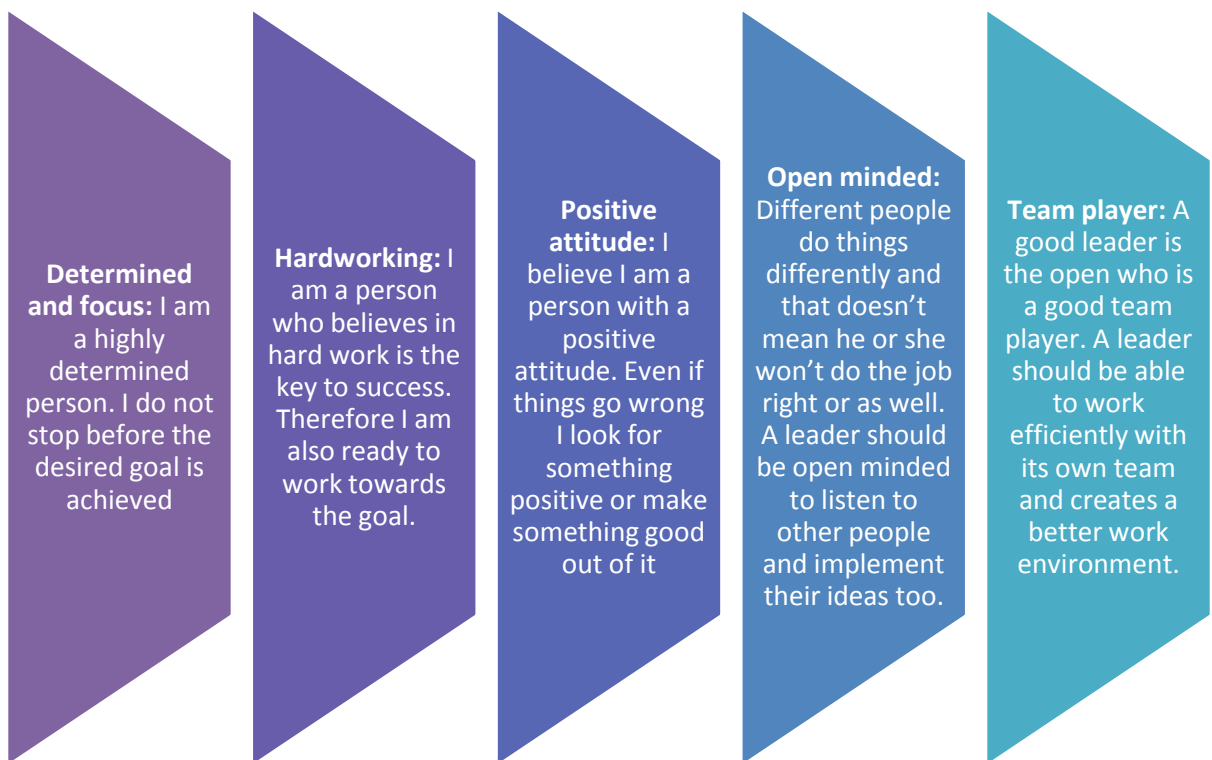 Determined
and focus: I am
a highly
determined
person. I do not
stop before the
desired goal is
achieved
Hardworking: I
am a person
who believes in
hard work is the
key to success.
Therefore I am
also ready to
work towards
the goal.
Positive
attitude: I
believe I am a
person with a
positive
attitude. Even if
things go wrong
I look for
something
positive or make
something good
out of it
Open minded:
Different people
do things
differently and
that doesn’t
mean he or she
won’t do the job
right or as well.
A leader should
be open minded
to listen to
other people
and implement
their ideas too.
Team player: A
good leader is
the open who is
a good team
player. A leader
should be able
to work
efficiently with
its own team
and creates a
better work
environment.